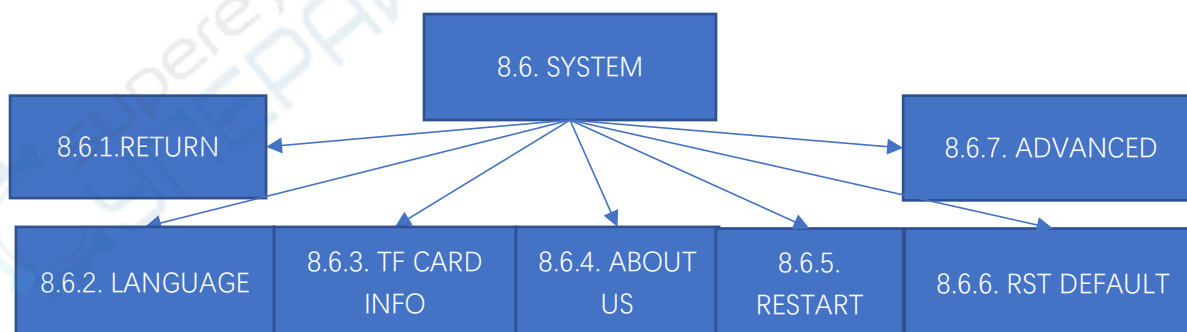 8.6. SYSTEM
8.6.1.RETURN
8.6.7. ADVANCED
8.6.2. LANGUAGE
8.6.3. TF CARD
INFO
8.6.4. ABOUT
US
8.6.5.
RESTART
8.6.6. RST DEFAULT